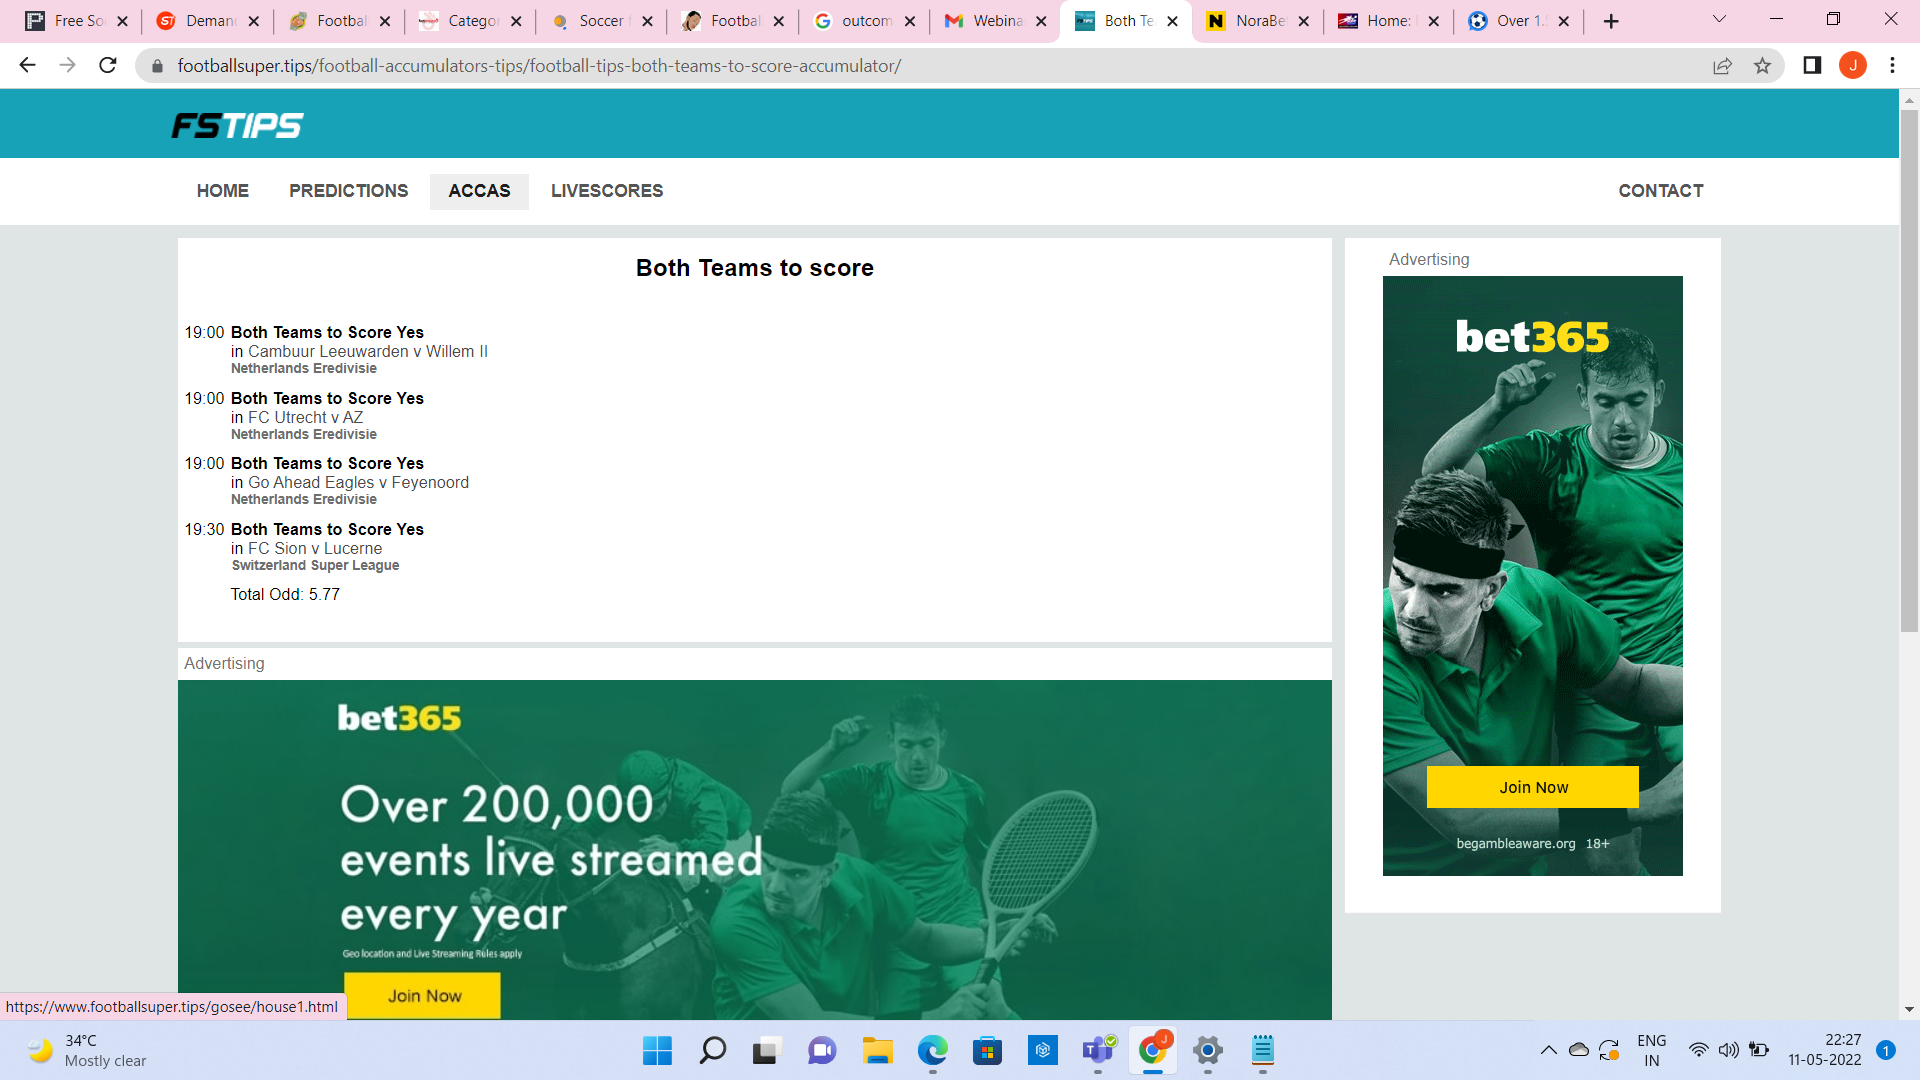 Free So
Deman
Footbal
Categor
Soccer
Footbal
outcom
Webina
Both Te
NoraBe
Home:
Over 1.
footballsuper.tips/football-accumulators-tips/football-tips-both-teams-to-score-accumulator/
J
FSTIPS
HOME PREDICTIONS ACCAS LIVESCORES CONTACT
Both Teams to score
19:00 Both Teams to Score Yes
in Cambuur Leeuwarden v Willem II
Netherlands Eredivisie
19:00 Both Teams to Score Yes
in FC Utrecht v AZ
Netherlands Eredivisie
19:00 Both Teams to Score Yes
in Go Ahead Eagles v Feyenoord
Netherlands Eredivisie
19:30 Both Teams to Score Yes
in FC Sion v Lucerne
Switzerland Super League
Total Odd: 5.77
Advertising
bet365
Join Now
begambleaware.org 18+
Advertising
bet365
Over 200,000
events live streamed
every year
Geo location and Live Streaming Rules apply
Join Now
https://www.footballsuper.tips/gosee/house1.html
34°C
Mostly clear
J
ENG
IN
22:27
11-05-2022
1